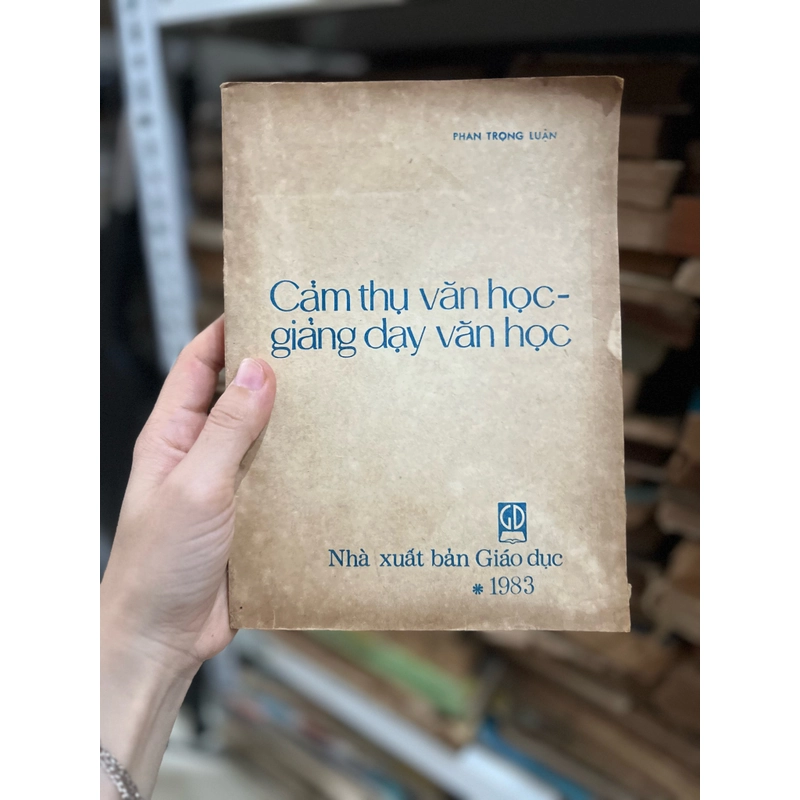 PHAN TRỌNG LUẬN
Cảm thụ văn học-
giảng dạy văn học
GD
Nhà xuất bản Giáo dục
* 1983